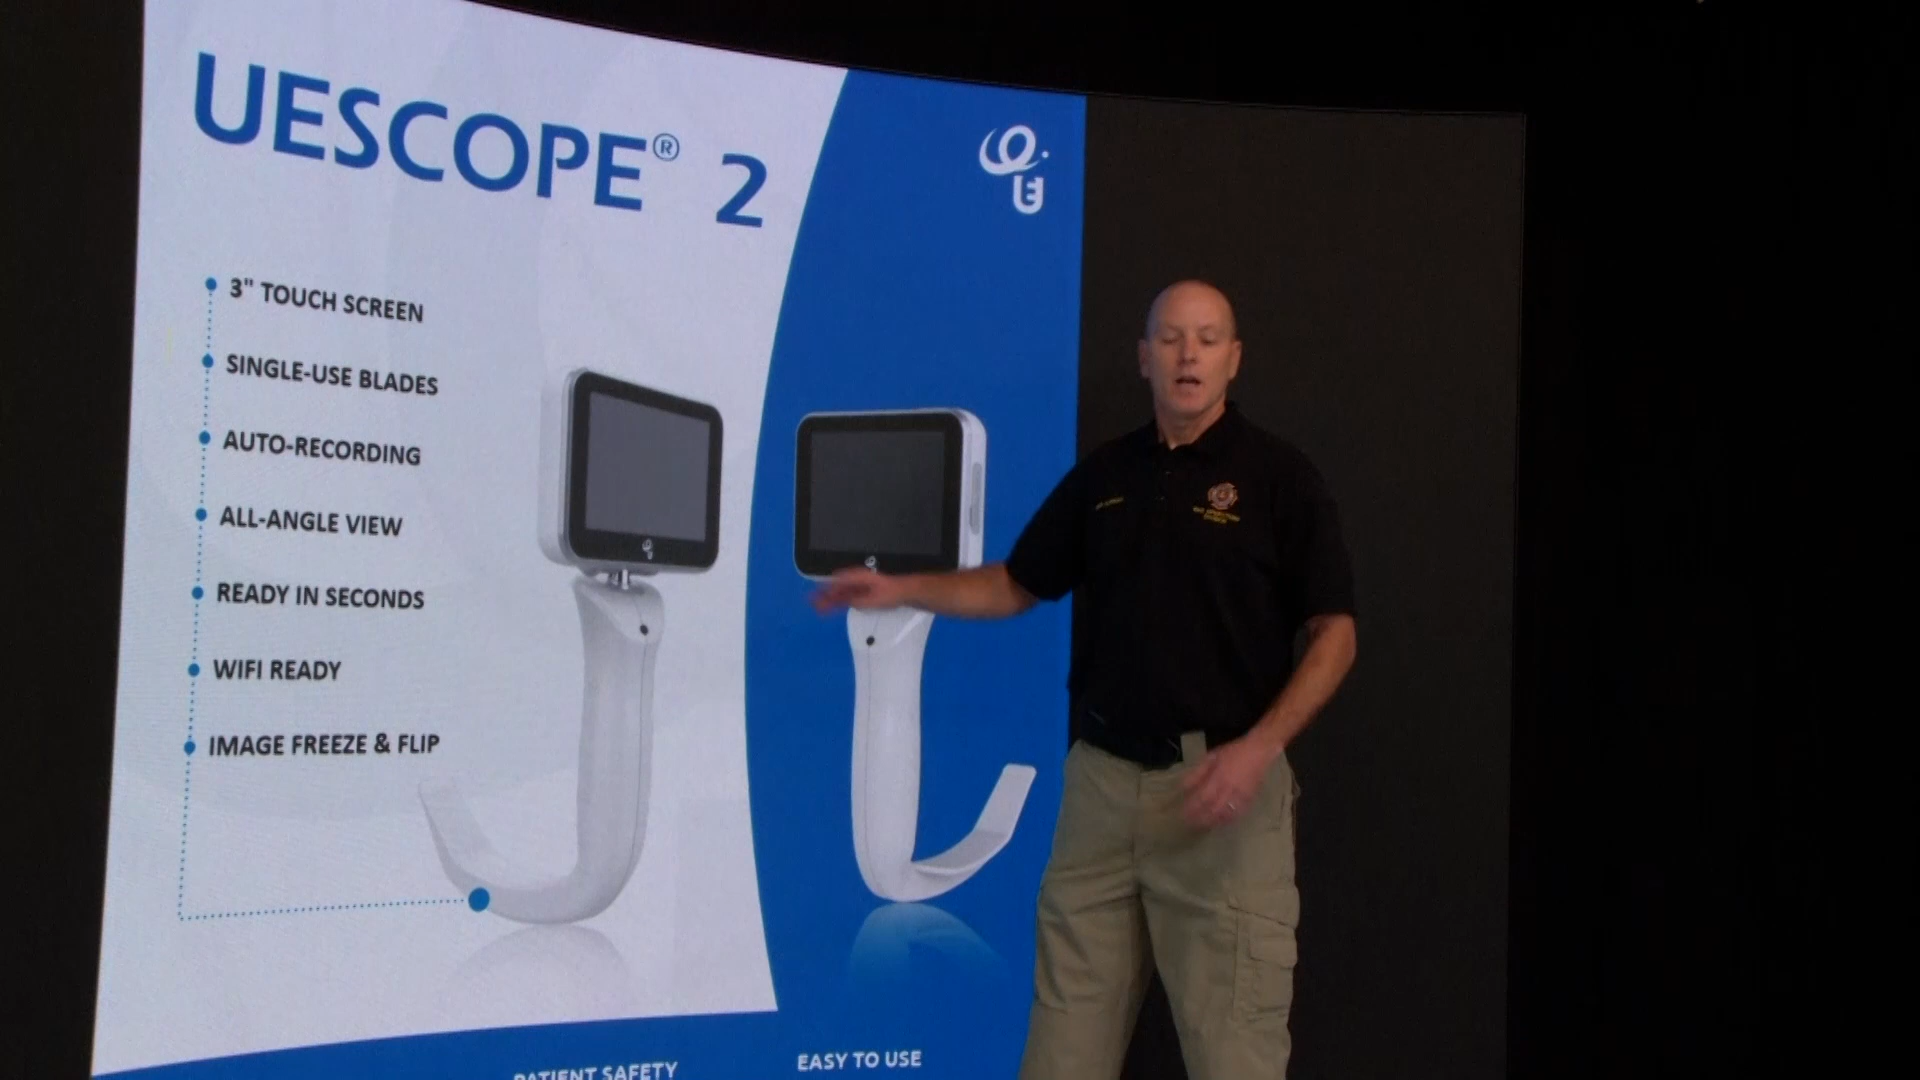 UESCOPE® 2
3" TOUCH SCREEN
SINGLE-USE BLADES
AUTO-RECORDING
ALL-ANGLE VIEW
READY IN SECONDS
WIFI READY
IMAGE FREEZE & FLIP
UE
PATIENT SAFETY
EASY TO USE